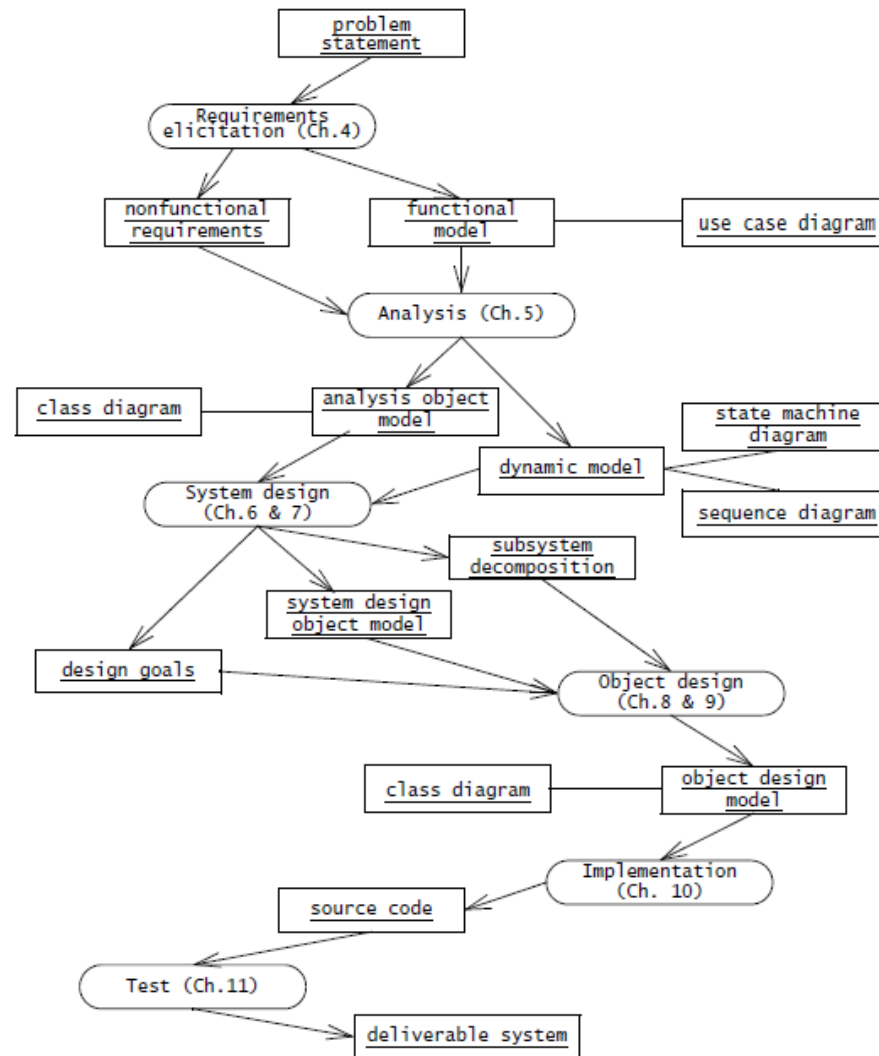 problem
statement
Requirements
elicitation (Ch.4)
nonfunctional
requirements
functional
model
use case diagram
Analysis (Ch.5)
class diagram
analysis object
model
state machine
diagram
dynamic model
System design
(Ch.6 & 7)
sequence diagram
subsystem
decomposition
system design
object model
design goals
Object design
(Ch.8 & 9)
class diagram
object design
model
Implementation
(Ch. 10)
source code
Test (Ch.11)
deliverable system